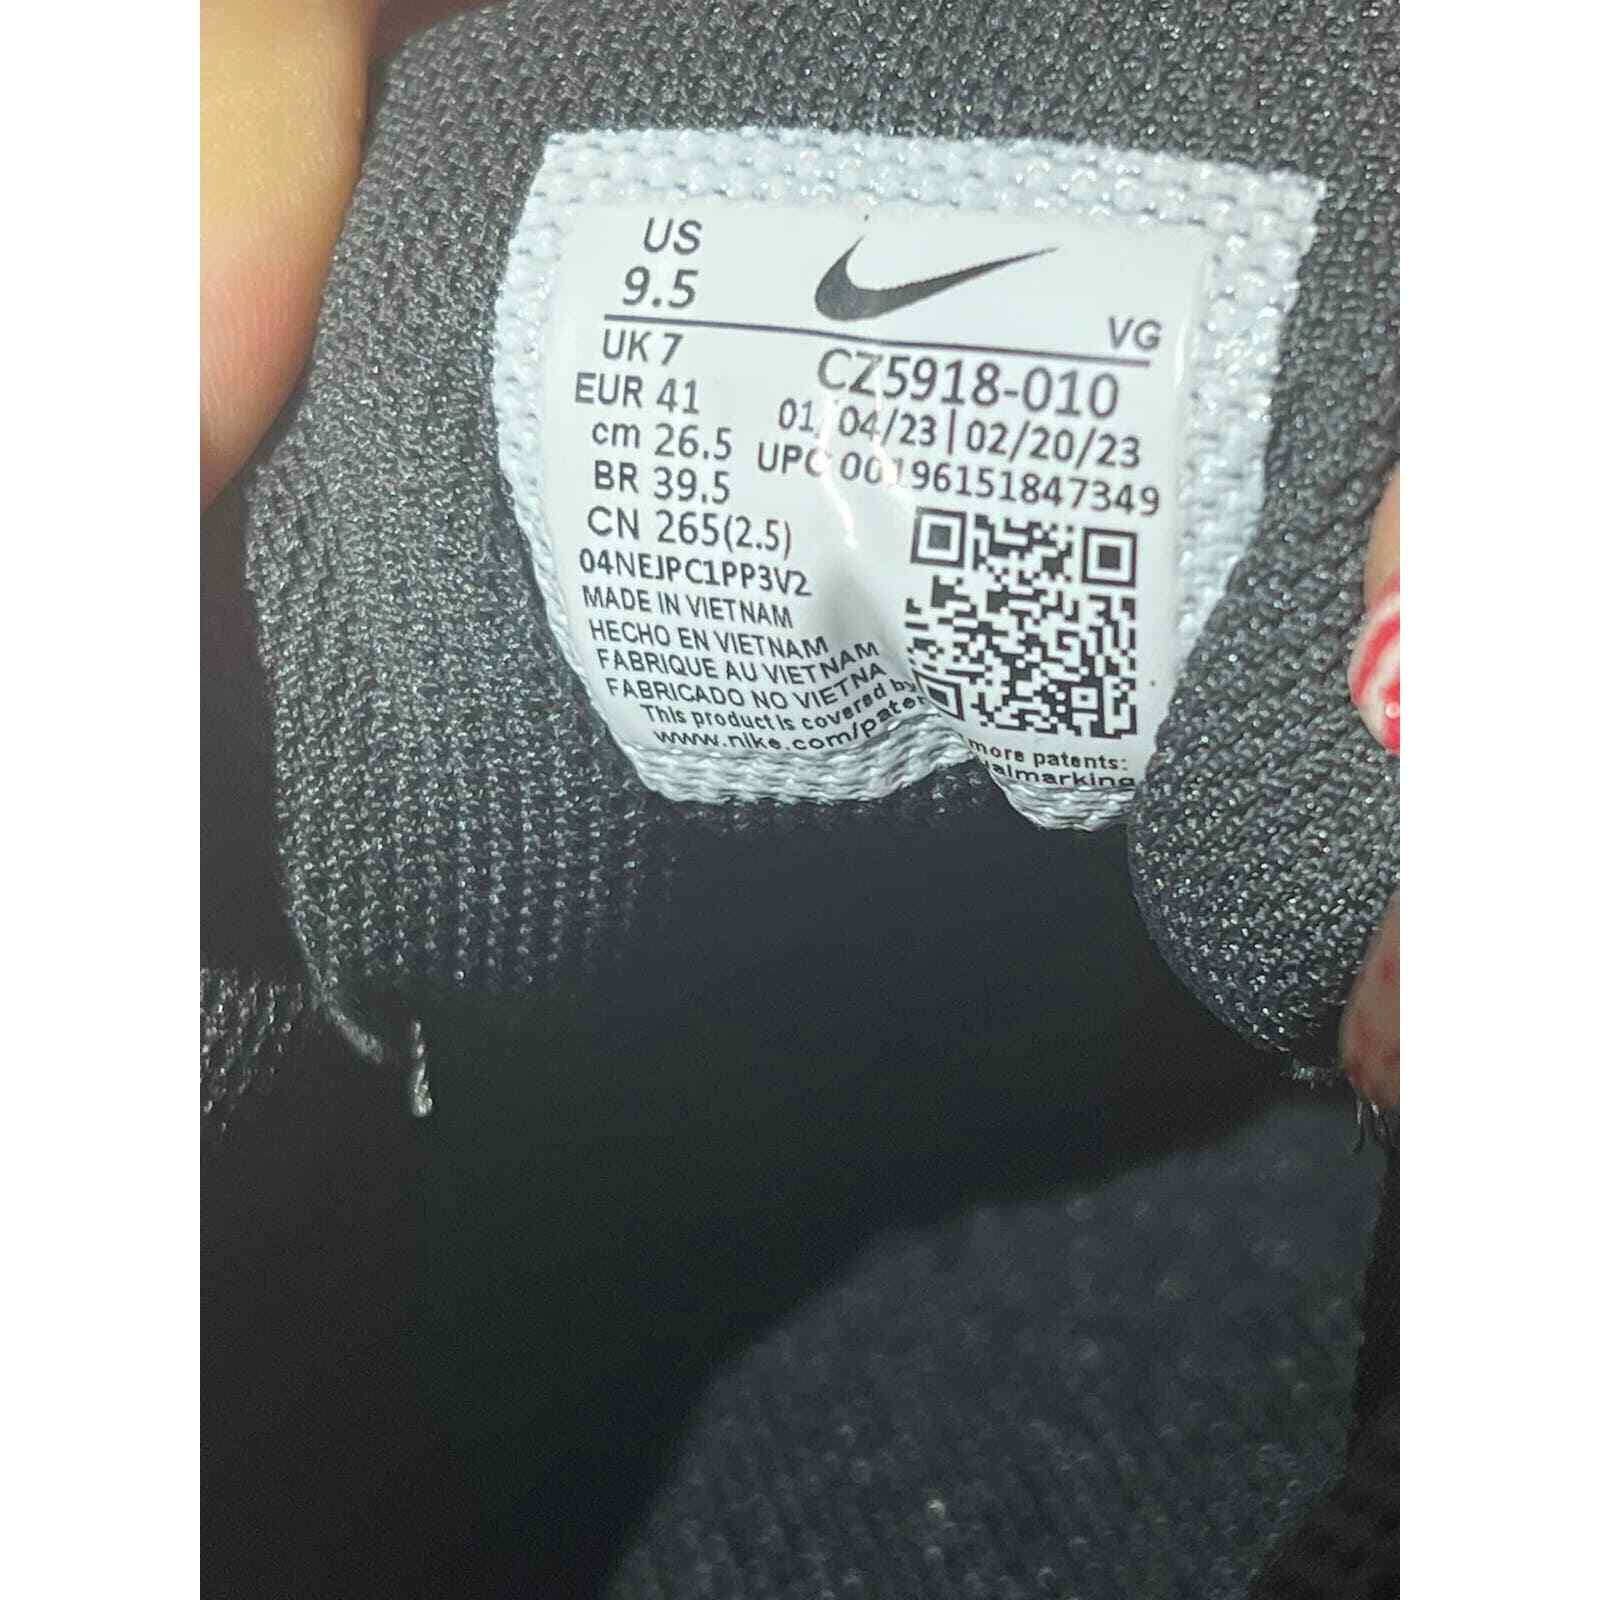 US
9.5
VG
UK 7
CZ5918-010
EUR 41
01/04/23 | 02/20/23
cm 26.5
UPC 00196151847349
BR 39.5
CN 265(2.5)
04NEJPC1PP3V2
MADE IN VIETNAM
HECHO EN VIETNAM
FABRIQUE AU VIETNAM
FABRICADO NO VIETNA
This product is covered by
more patents:
www.nike.com/paten